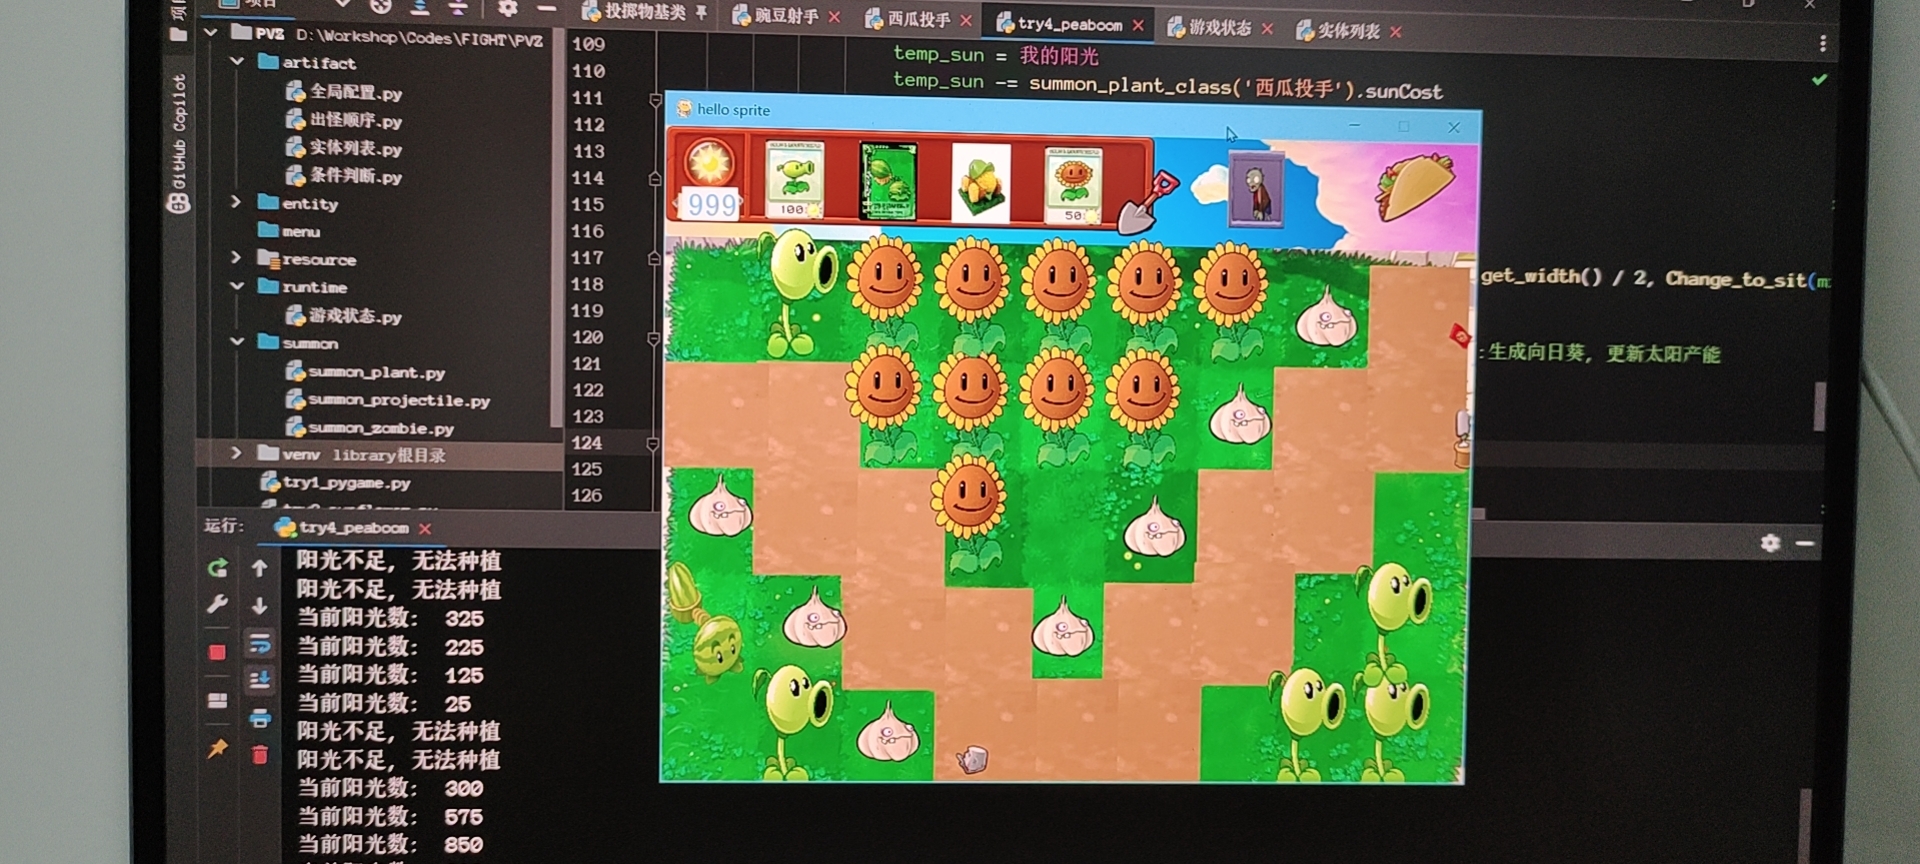 项目
投掷物基类
豌豆射手
西瓜投手
try4_peaboom
游戏状态
实体列表
PVZ D:\Workshop\Codes\FIGHT\PVZ
artifact
全局配置.py
出怪顺序.py
实体列表.py
条件判断.py
entity
menu
resource
runtime
游戏状态.py
summon
summon_plant.py
summon_projectile.py
summon_zombie.py
venv library根目录
try1_pygame.py
GitHub Copilot
109
110
111
112
113
114
115
116
117
118
119
120
121
122
123
124
125
126
temp_sun = 我的阳光
temp_sun -= summon_plant_class('西瓜投手').sunCost
get_width() / 2, Change_to_sit(m
:生成向日葵，更新太阳产能
hello sprite
999
100
50
运行:
try4_peaboom
阳光不足，无法种植
阳光不足，无法种植
当前阳光数： 325
当前阳光数： 225
当前阳光数： 125
当前阳光数： 25
阳光不足，无法种植
阳光不足，无法种植
当前阳光数： 300
当前阳光数： 575
当前阳光数： 850